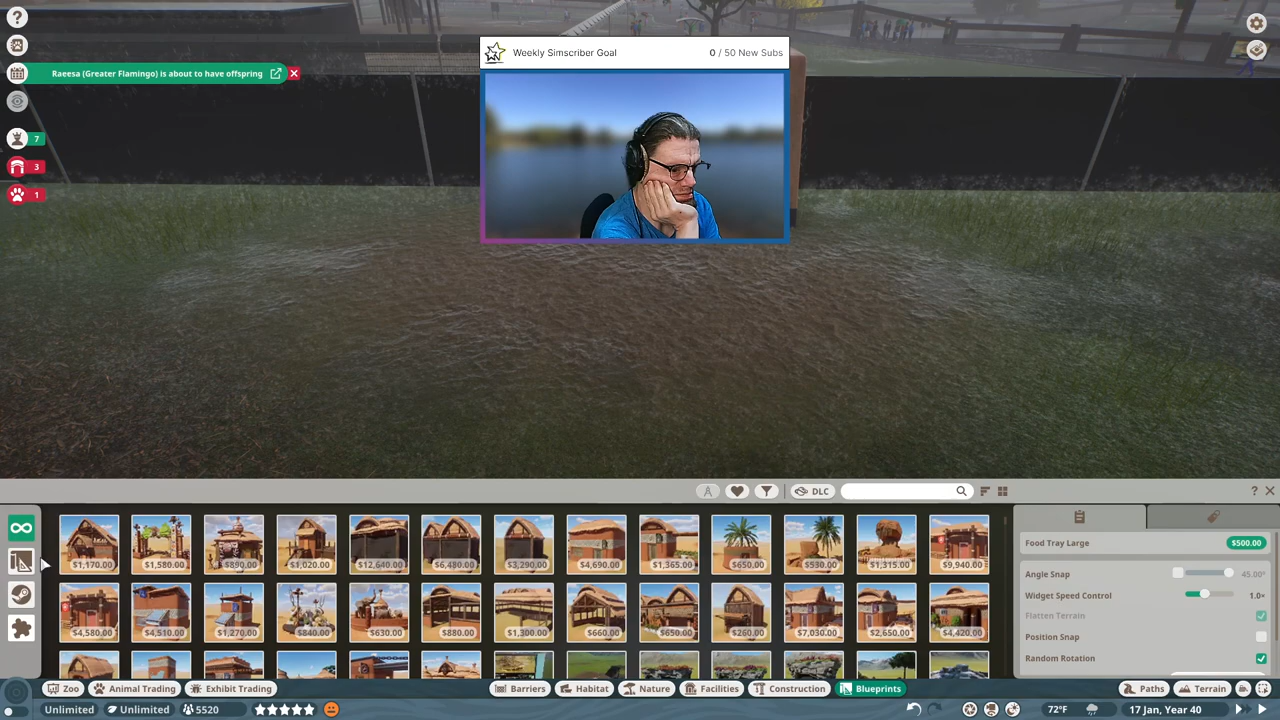 Weekly Simscriber Goal 0 / 50 New Subs
Raeesa (Greater Flamingo) is about to have offspring
7
3
1
DLC
$1,170.00 $1,580.00 $890.00 $1,020.00 $12,640.00 $6,480.00 $3,290.00 $4,690.00 $1,365.00 $650.00 $530.00 $1,315.00 $9,940.00
$4,580.00 $4,510.00 $1,270.00 $840.00 $630.00 $880.00 $1,300.00 $660.00 $650.00 $260.00 $7,030.00 $2,650.00 $4,420.00
Food Tray Large $500.00
Angle Snap 45.00°
Widget Speed Control 1.0×
Flatten Terrain
Position Snap
Random Rotation
Zoo Animal Trading Exhibit Trading Barriers Habitat Nature Facilities Construction Blueprints Paths Terrain
Unlimited Unlimited 5520 72°F 17 Jan, Year 40